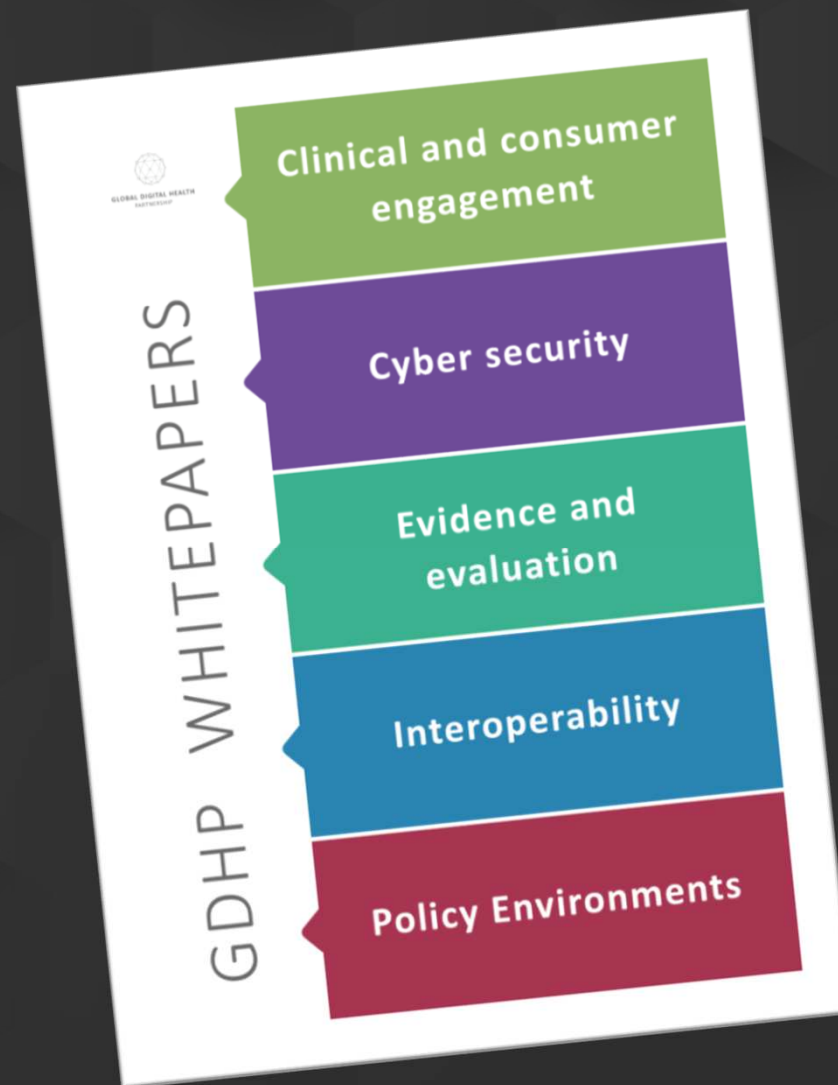 GLOBAL DIGITAL HEALTH
PARTNERSHIP
GDHP WHITEPAPERS
Clinical and consumer
engagement
Cyber security
Evidence and
evaluation
Interoperability
Policy Environments